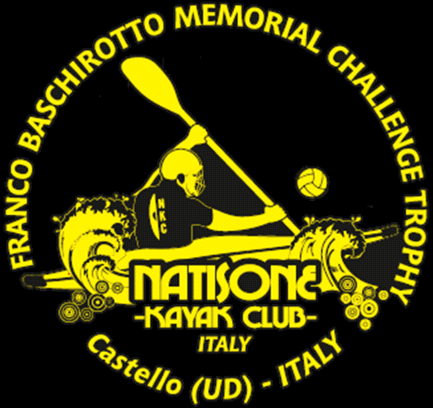 FRANCO BASCHIROTTO MEMORIAL CHALLENGE TROPHY
NKC
NATISONE
-KAYAK CLUB-
ITALY
Castello (UD) - ITALY